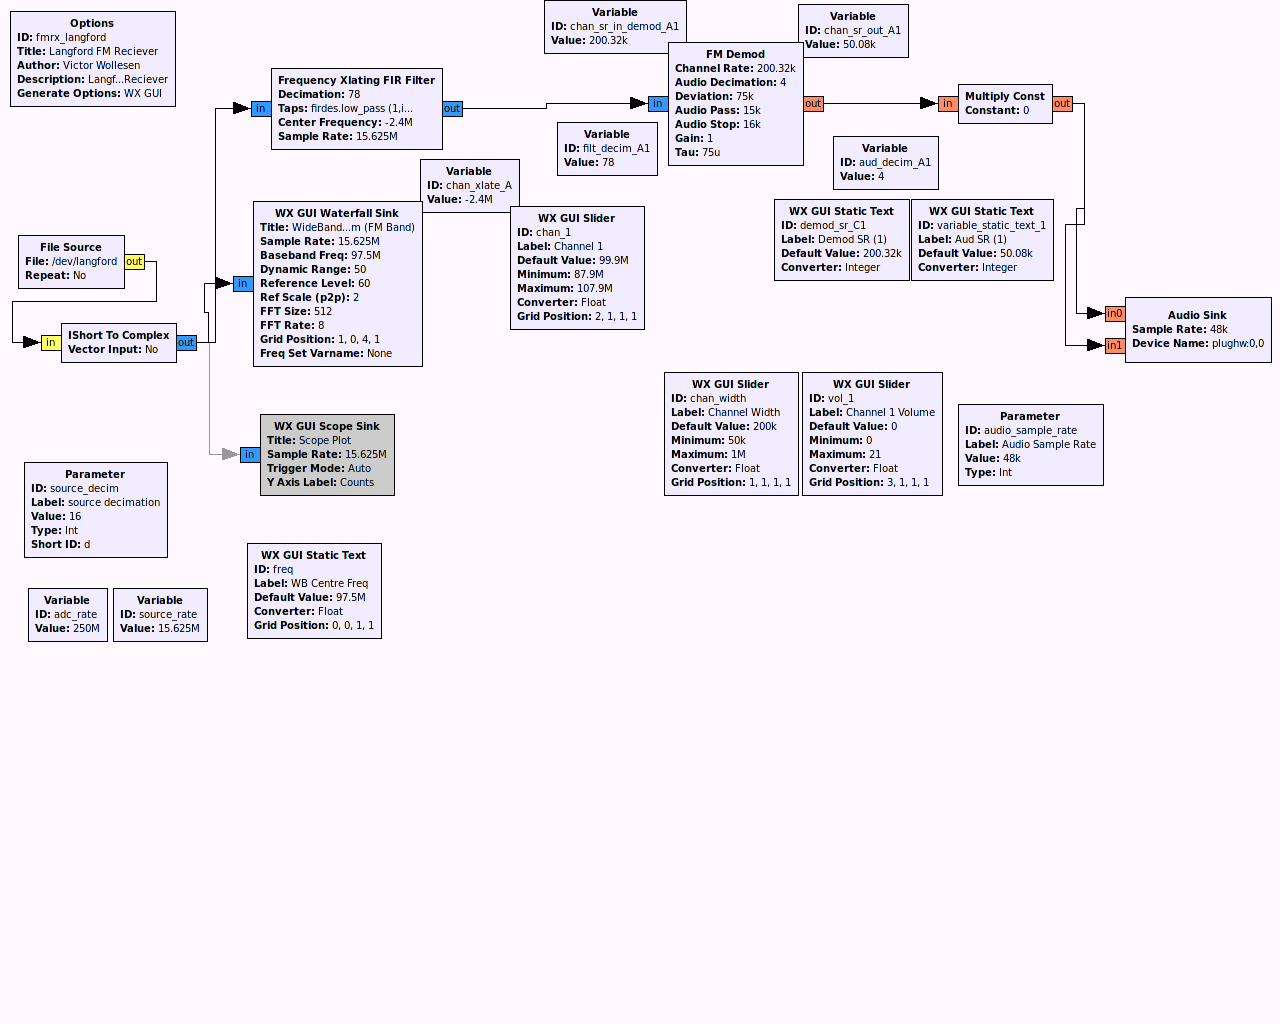 Options
ID: fmrx_langford
Title: Langford FM Reciever
Author: Victor Wollesen
Description: Langf...Reciever
Generate Options: WX GUI
Variable
ID: chan_sr_in_demod_A1
Value: 200.32k
Variable
ID: chan_sr_out_A1
Value: 50.08k
Frequency Xlating FIR Filter
Decimation: 78
Taps: firdes.low_pass (1,i...
Center Frequency: -2.4M
Sample Rate: 15.625M
in
out
FM Demod
Channel Rate: 200.32k
Audio Decimation: 4
Deviation: 75k
Audio Pass: 15k
Audio Stop: 16k
Gain: 1
Tau: 75u
in
out
Multiply Const
Constant: 0
in
out
Variable
ID: filt_decim_A1
Value: 78
Variable
ID: aud_decim_A1
Value: 4
Variable
ID: chan_xlate_A
Value: -2.4M
WX GUI Waterfall Sink
Title: WideBand...m (FM Band)
Sample Rate: 15.625M
Baseband Freq: 97.5M
Dynamic Range: 50
Reference Level: 60
Ref Scale (p2p): 2
FFT Size: 512
FFT Rate: 8
Grid Position: 1, 0, 4, 1
Freq Set Varname: None
in
WX GUI Slider
ID: chan_1
Label: Channel 1
Default Value: 99.9M
Minimum: 87.9M
Maximum: 107.9M
Converter: Float
Grid Position: 2, 1, 1, 1
WX GUI Static Text
ID: demod_sr_C1
Label: Demod SR (1)
Default Value: 200.32k
Converter: Integer
WX GUI Static Text
ID: variable_static_text_1
Label: Aud SR (1)
Default Value: 50.08k
Converter: Integer
File Source
File: /dev/langford
Repeat: No
out
IShort To Complex
Vector Input: No
in
out
Audio Sink
Sample Rate: 48k
Device Name: plughw:0,0
in0
in1
WX GUI Scope Sink
Title: Scope Plot
Sample Rate: 15.625M
Trigger Mode: Auto
Y Axis Label: Counts
in
WX GUI Slider
ID: chan_width
Label: Channel Width
Default Value: 200k
Minimum: 50k
Maximum: 1M
Converter: Float
Grid Position: 1, 1, 1, 1
WX GUI Slider
ID: vol_1
Label: Channel 1 Volume
Default Value: 0
Minimum: 0
Maximum: 21
Converter: Float
Grid Position: 3, 1, 1, 1
Parameter
ID: audio_sample_rate
Label: Audio Sample Rate
Value: 48k
Type: Int
Parameter
ID: source_decim
Label: source decimation
Value: 16
Type: Int
Short ID: d
WX GUI Static Text
ID: freq
Label: WB Centre Freq
Default Value: 97.5M
Converter: Float
Grid Position: 0, 0, 1, 1
Variable
ID: adc_rate
Value: 250M
Variable
ID: source_rate
Value: 15.625M